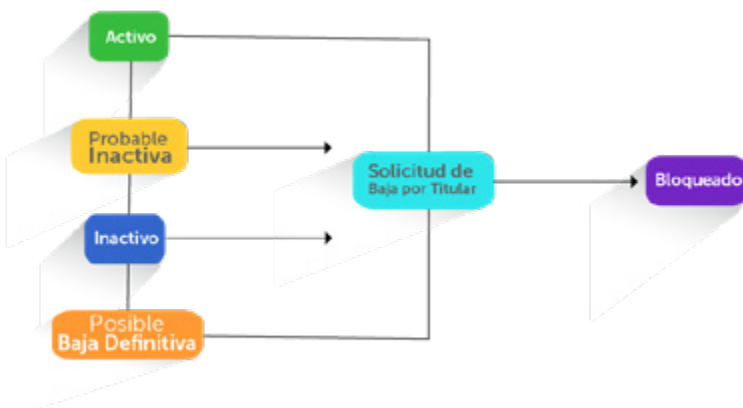 Activo
Probable
Inactiva
Solicitud de
Baja por Titular
Bloqueado
Inactivo
Posible
Baja Definitiva